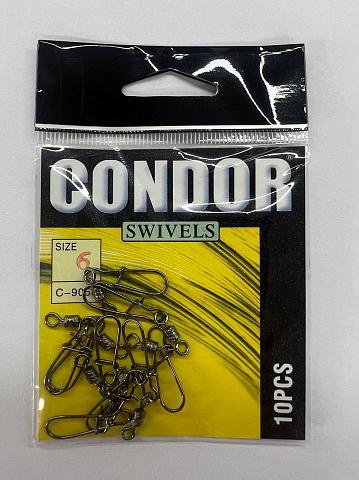 CONDOR®
SWIVELS
SIZE
6
10PCS